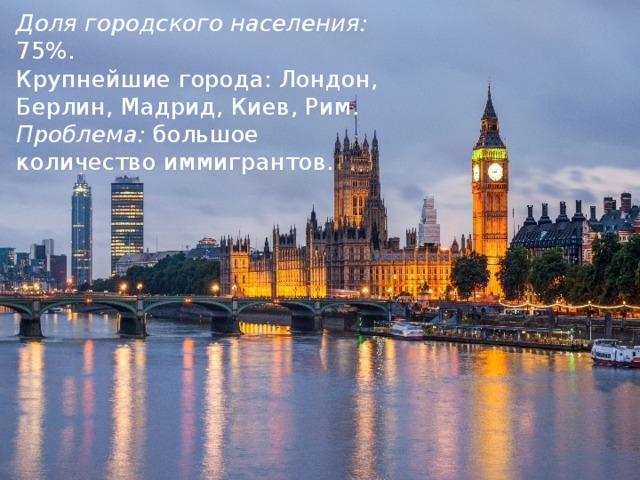 Доля городского населения:
75%.
Крупнейшие города: Лондон,
Берлин, Мадрид, Киев, Рим.
Проблема: большое
количество иммигрантов.